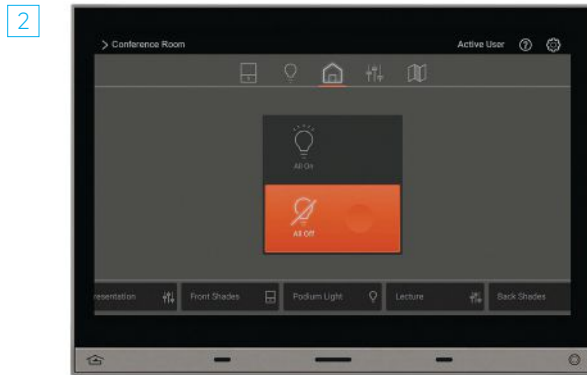 2
> Conference Room
Active User
All On
All Off
resentation
Front Shades
Podium Light
Lecture
Back Shades